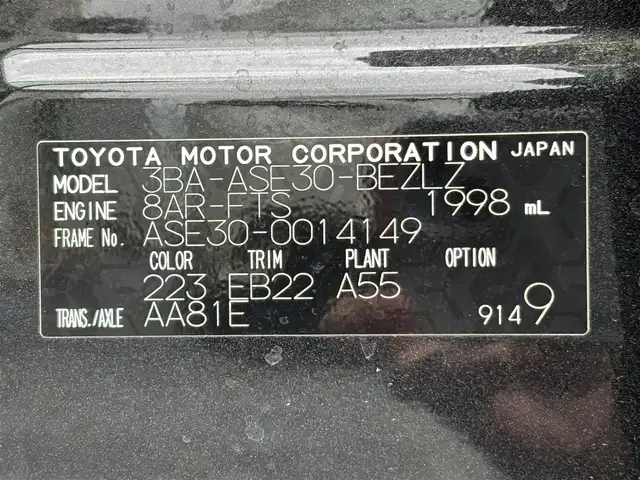 TOYOTA MOTOR CORPORATION JAPAN
MODEL 3BA-ASE30-BEZLZ
ENGINE 8AR-FTS 1998 mL
FRAME No. ASE30-0014149
COLOR TRIM PLANT OPTION
223 EB22 A55
TRANS./AXLE AA81E 9149